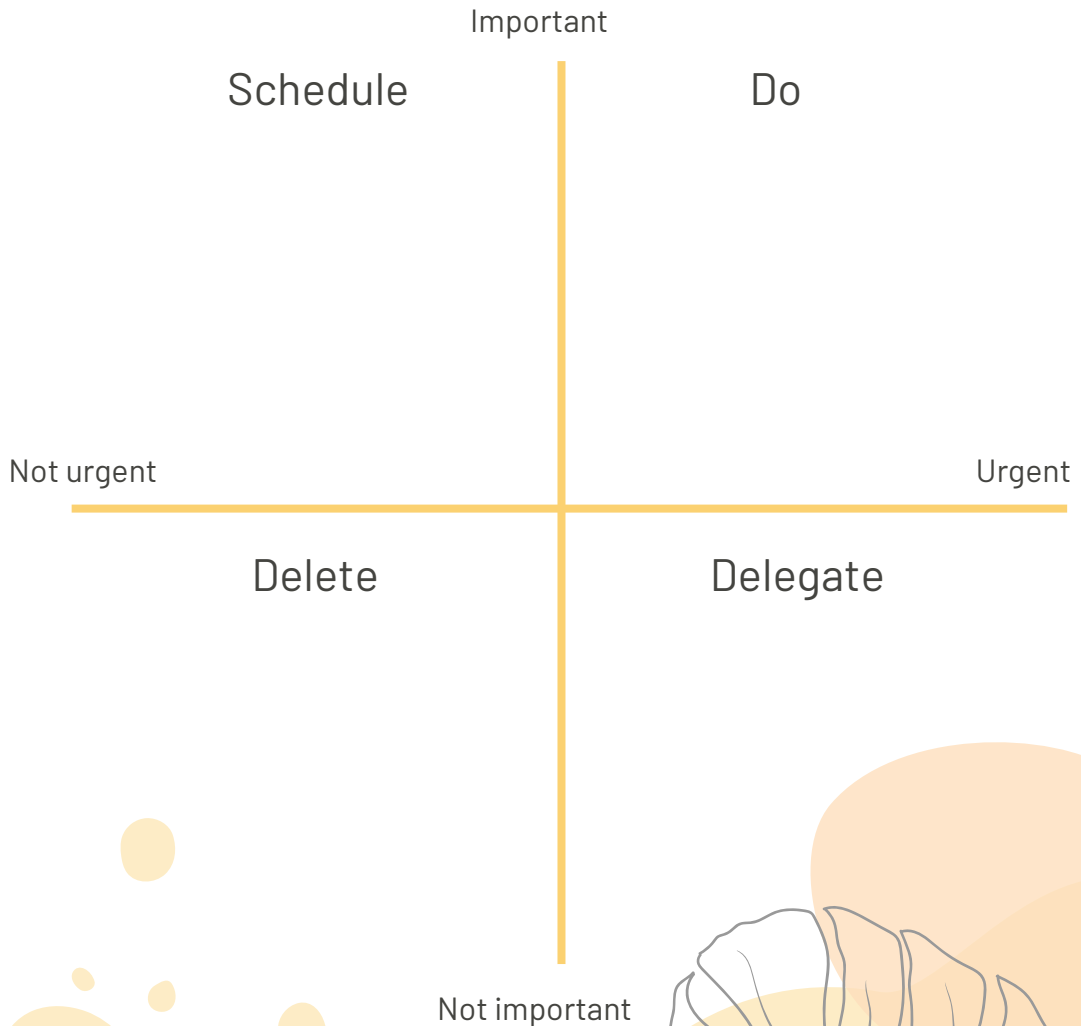 Important
Schedule
Do
Not urgent
Urgent
Delete
Delegate
Not important